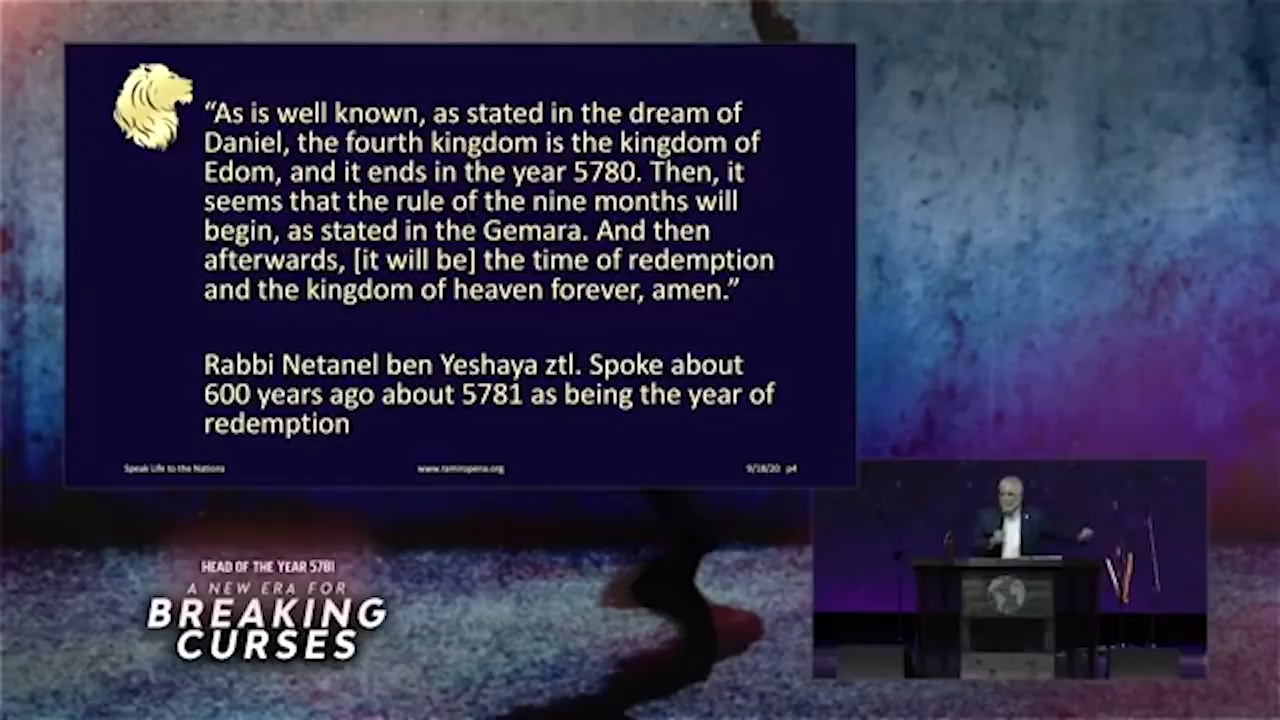 “As is well known, as stated in the dream of
Daniel, the fourth kingdom is the kingdom of
Edom, and it ends in the year 5780. Then, it
seems that the rule of the nine months will
begin, as stated in the Gemara. And then
afterwards, [it will be] the time of redemption
and the kingdom of heaven forever, amen.”
Rabbi Netanel ben Yeshaya ztl. Spoke about
600 years ago about 5781 as being the year of
redemption
Speak Life to the Nations
9/18/20 p4
HEAD OF THE YEAR 5781
A NEW ERA FOR
BREAKING
CURSES